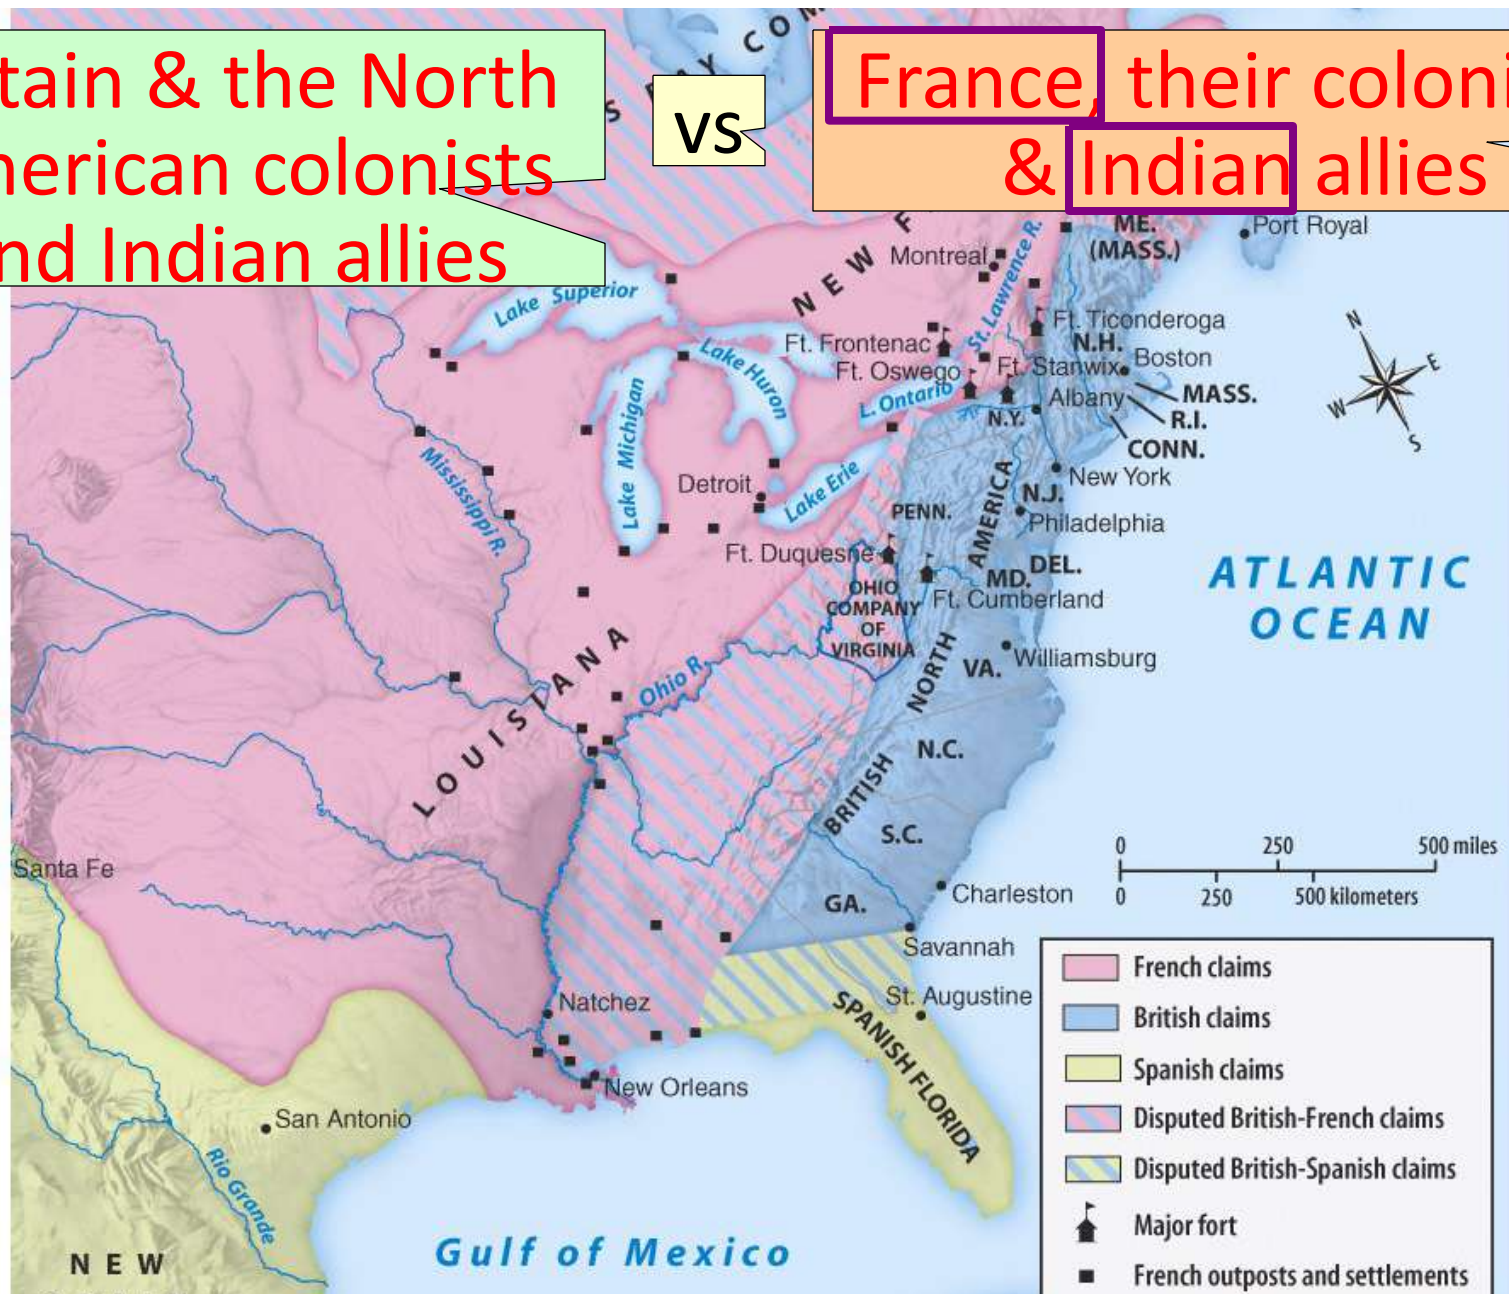 tain & the North
merican colonists
nd Indian allies
vs
France, their coloni
& Indian allies
S BAY COM
NEW F
ME.
(MASS.)
Port Royal
Montreal
St. Lawrence R.
Lake Superior
Ft. Ticonderoga
N.H.
Ft. Frontenac
Lake Huron
Ft. Oswego
Ft. Stanwix
Boston
L. Ontario
Albany
MASS.
N.Y.
R.I.
CONN.
N
E
W
S
Lake Michigan
Mississippi R.
Detroit
Lake Erie
New York
N.J.
PENN.
Philadelphia
Ft. Duquesne
DEL.
MD.
OHIO
COMPANY
OF
VIRGINIA
Ft. Cumberland
ATLANTIC
OCEAN
BRITISH NORTH AMERICA
VA.
Williamsburg
Ohio R.
LOUISIANA
N.C.
S.C.
0 250 500 miles
0 250 500 kilometers
Santa Fe
Charleston
GA.
Savannah
Natchez
St. Augustine
SPANISH FLORIDA
New Orleans
San Antonio
Rio Grande
Gulf of Mexico
NEW
French claims
British claims
Spanish claims
Disputed British-French claims
Disputed British-Spanish claims
Major fort
French outposts and settlements